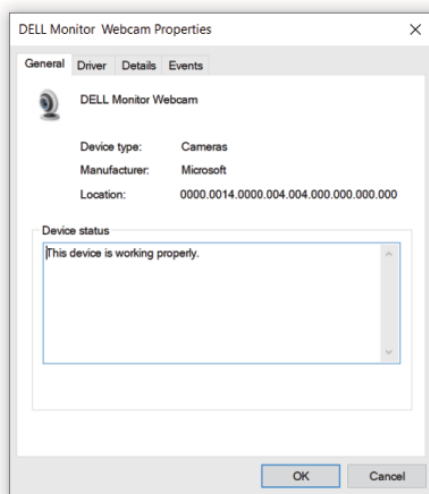 DELL Monitor  Webcam Properties
General Driver Details Events
DELL Monitor Webcam
Device type: Cameras
Manufacturer: Microsoft
Location: 0000.0014.0000.004.004.000.000.000.000
Device status
This device is working properly.
OK Cancel